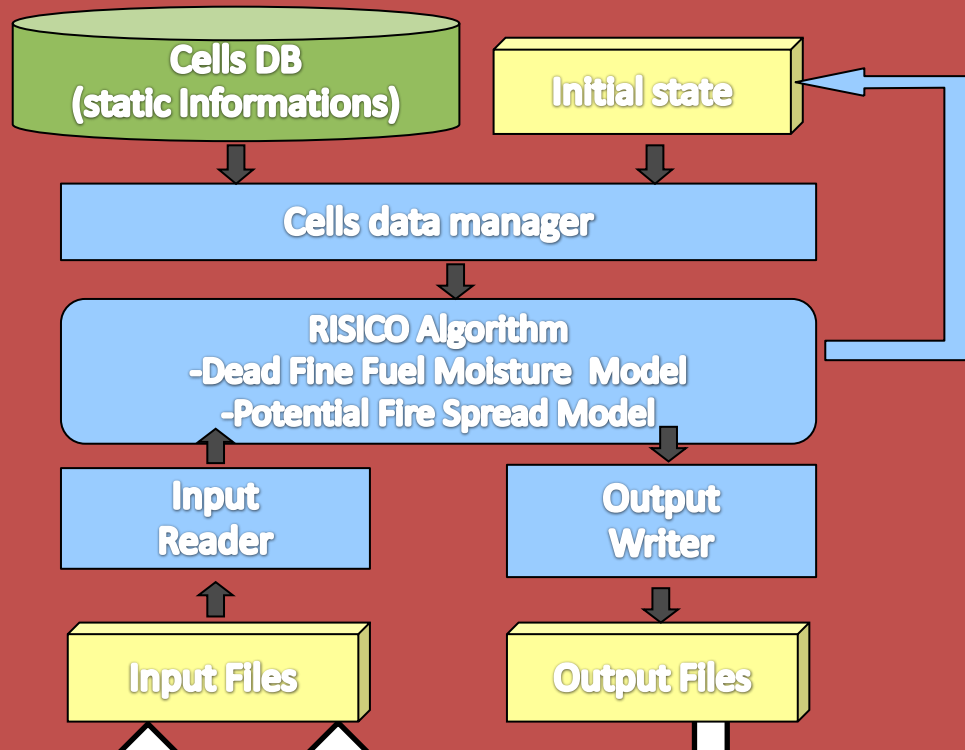 Cells DB
(static Informations)
Initial state
Cells data manager
RISICO Algorithm
-Dead Fine Fuel Moisture  Model
-Potential Fire Spread Model
Input
Reader
Output
Writer
Input Files
Output Files